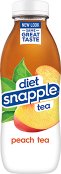 NEW LOOK
SAME
GREAT
TASTE
diet
snapple
tea
peach tea